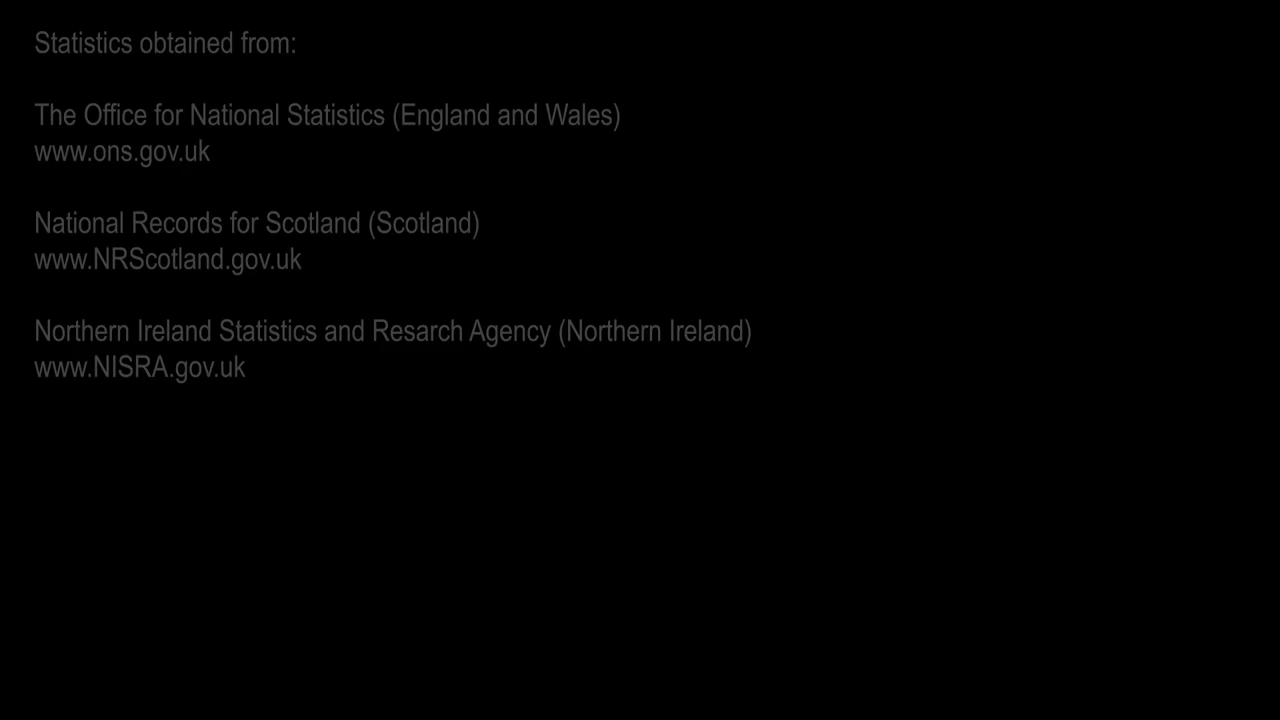 Statistics obtained from:
The Office for National Statistics (England and Wales)
www.ons.gov.uk
National Records for Scotland (Scotland)
www.NRScotland.gov.uk
Northern Ireland Statistics and Resarch Agency (Northern Ireland)
www.NISRA.gov.uk